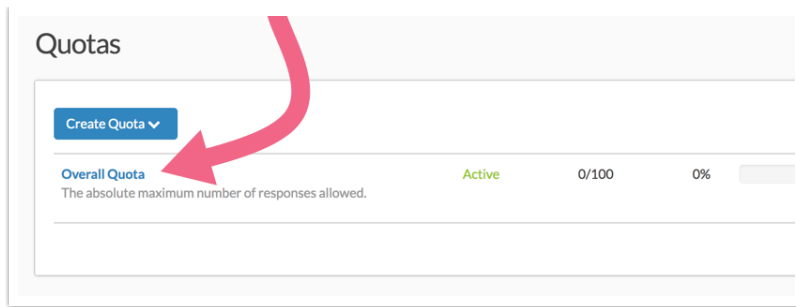 Quotas
Create Quota
Overall Quota Active 0/100 0%
The absolute maximum number of responses allowed.